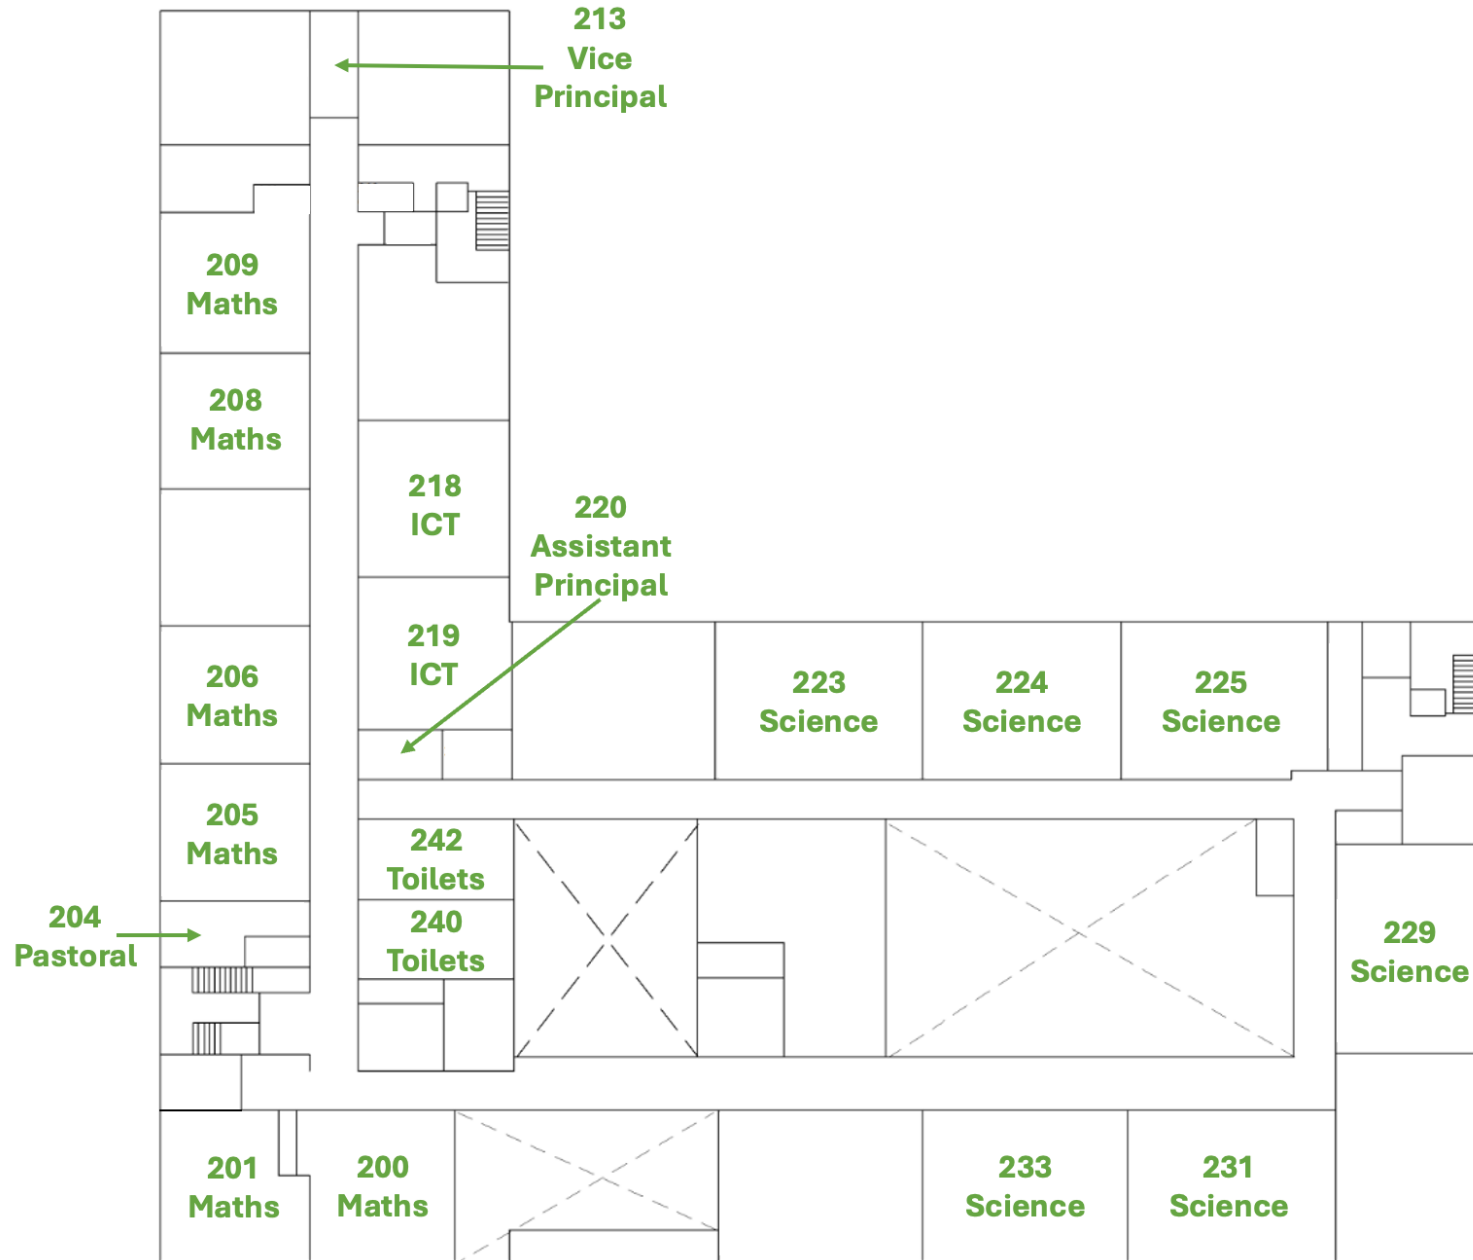 213
Vice
Principal
209
Maths
208
Maths
218
ICT
220
Assistant
Principal
219
ICT
206
Maths
223
Science
224
Science
225
Science
205
Maths
242
Toilets
204
Pastoral
240
Toilets
229
Science
201
Maths
200
Maths
233
Science
231
Science